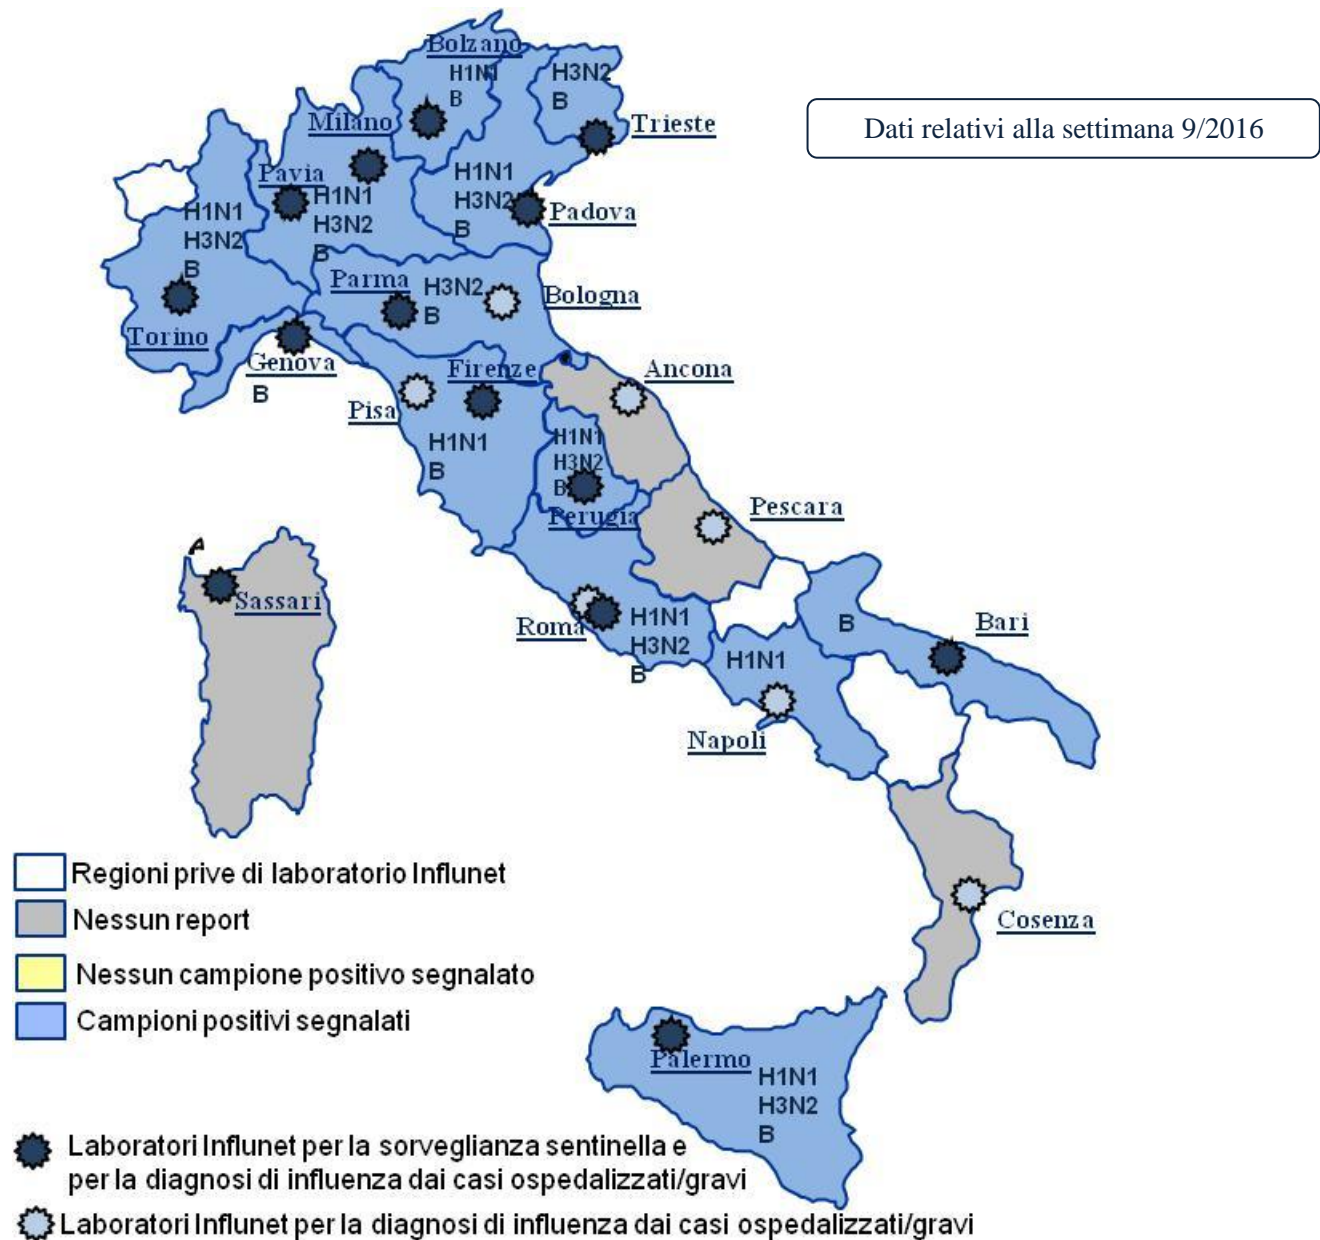 Bolzano
H1N1
B
H3N2
B
Trieste
Dati relativi alla settimana 9/2016
Milano
Pavia
H1N1
H3N2
B
H1N1
H3N2
B
Padova
H1N1
H3N2
B
Torino
Parma
H3N2
B
Bologna
Genova
B
Firenze
Pisa
H1N1
B
Ancona
H1N1
H3N2
B
Perugia
Pescara
Sassari
Roma
H1N1
H3N2
B
B
Bari
H1N1
Napoli
Cosenza
Regioni prive di laboratorio Influnet
Nessun report
Nessun campione positivo segnalato
Campioni positivi segnalati
Palermo
H1N1
H3N2
B
Laboratori Influnet per la sorveglianza sentinella e
per la diagnosi di influenza dai casi ospedalizzati/gravi
Laboratori Influnet per la diagnosi di influenza dai casi ospedalizzati/gravi